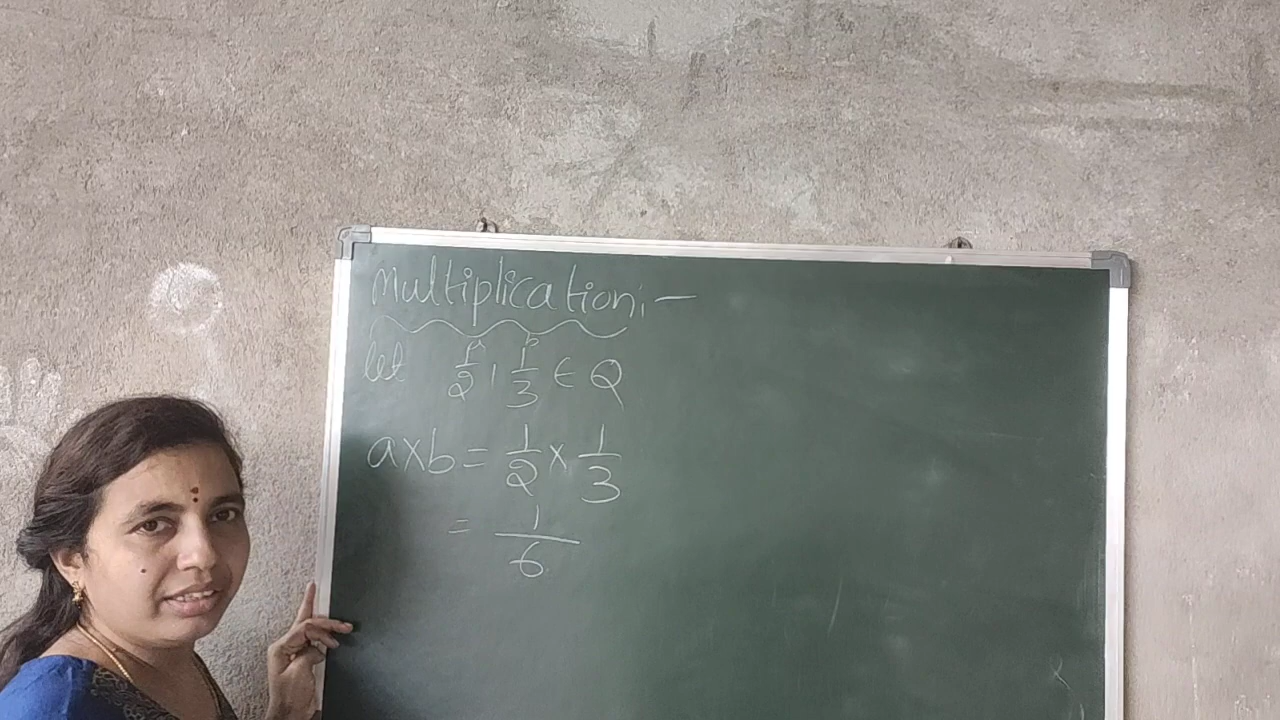 Multiplication:-
let 1/2, 1/3 ∈ Q
a×b = 1/2 × 1/3
= 1/6